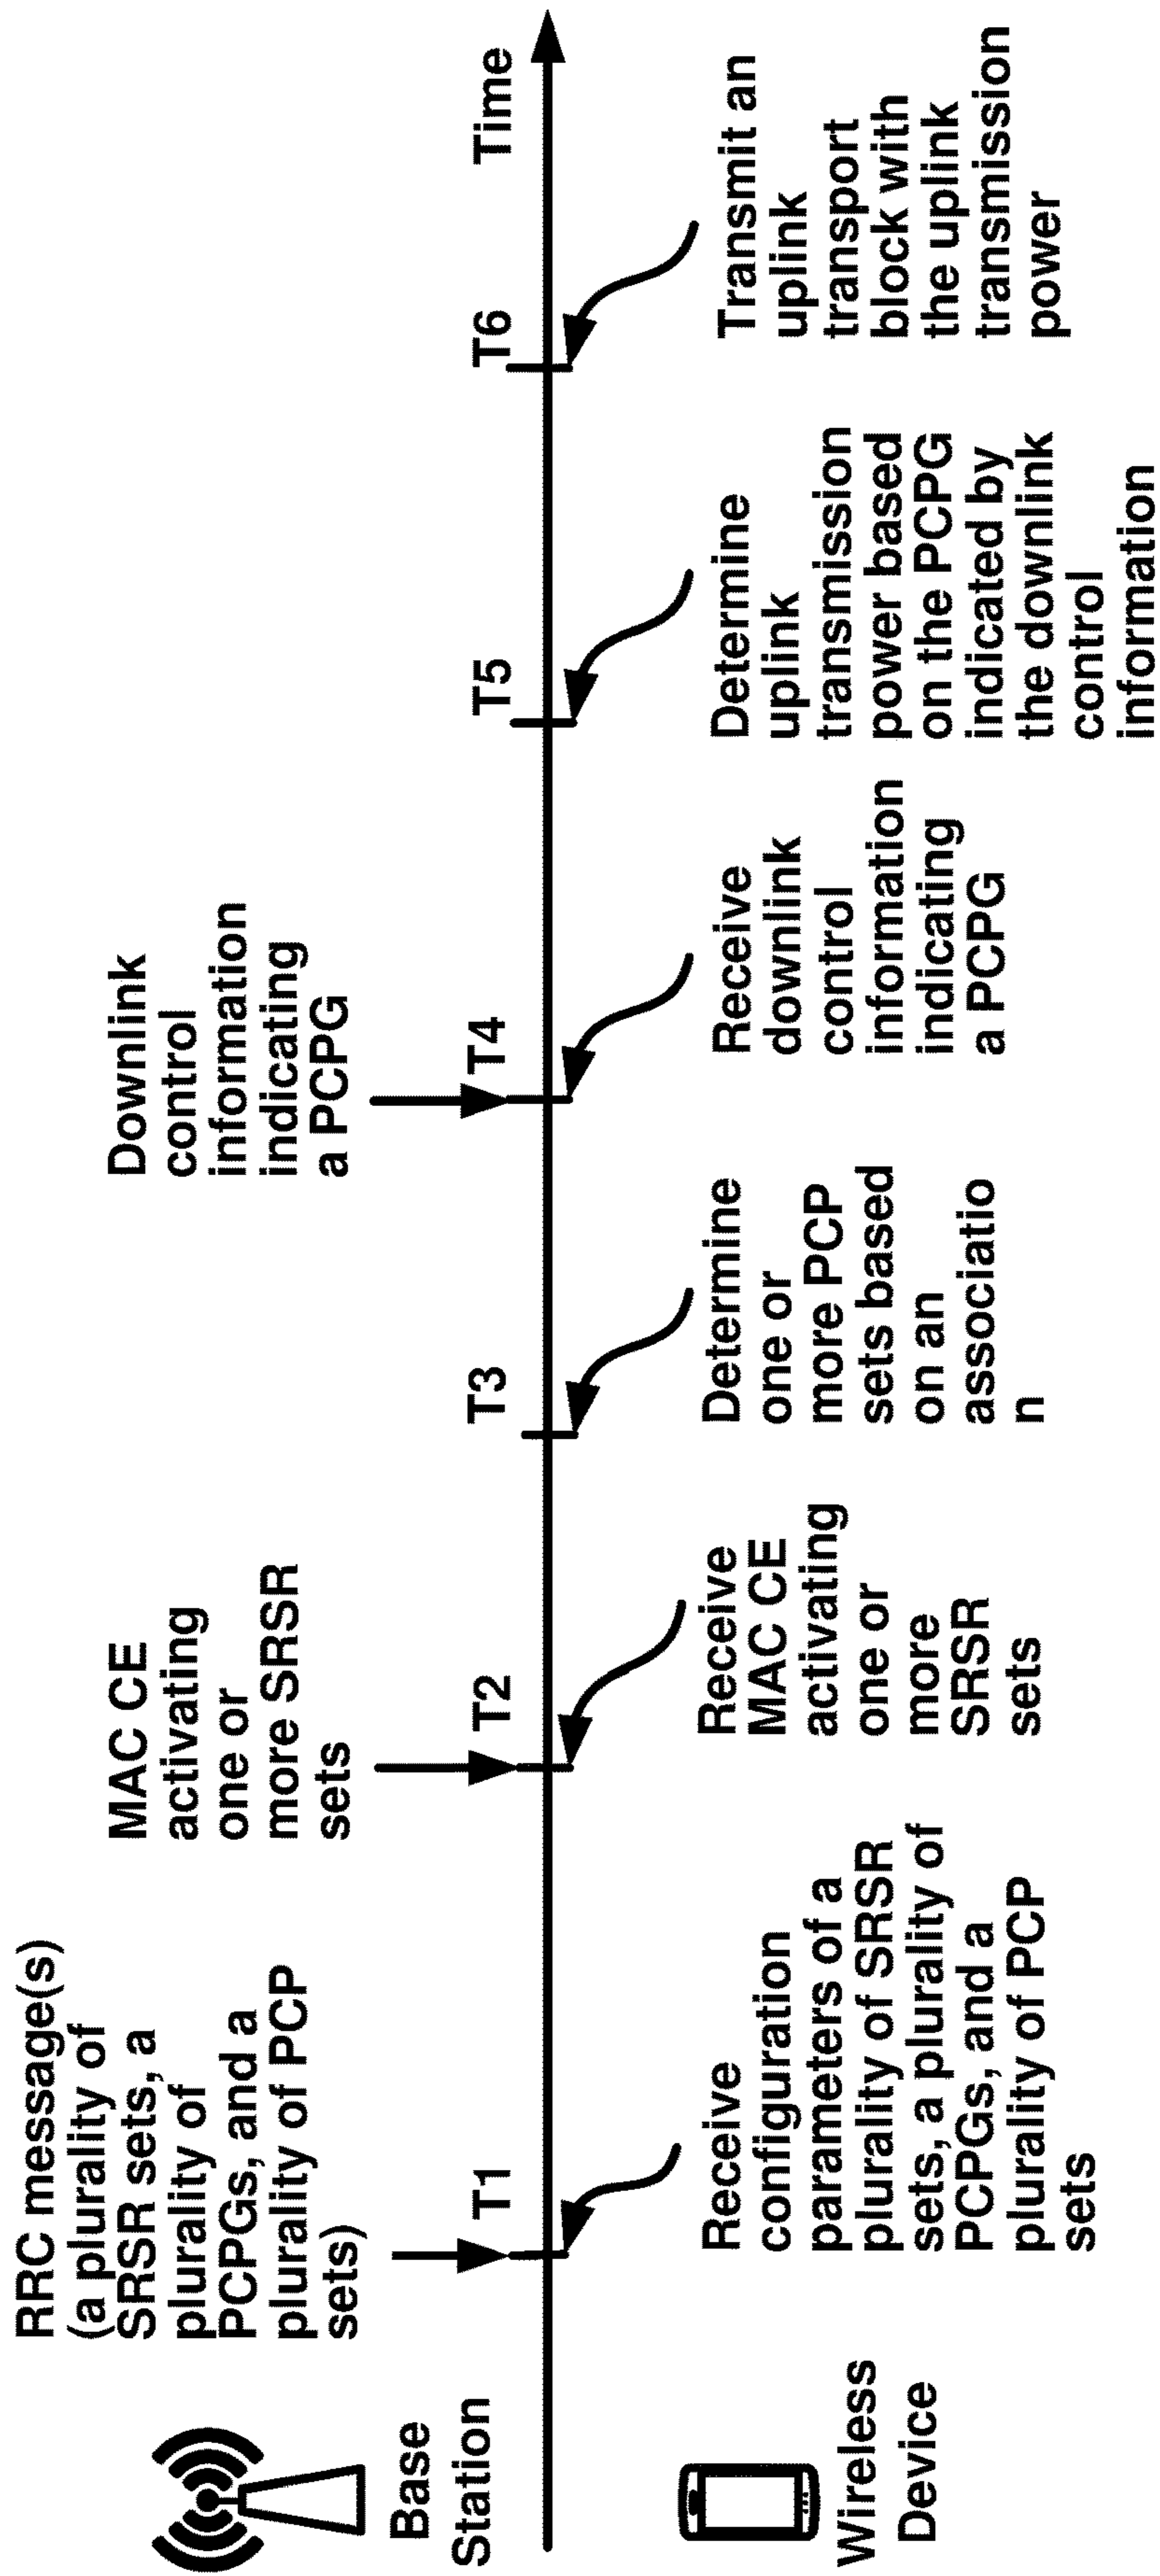 Base
Station
RRC message(s)
(a plurality of
SRSR sets, a
plurality of
PCPGs, and a
plurality of PCP
sets)
MAC CE
activating
one or
more SRSR
sets
Downlink
control
information
indicating
a PCPG
T1
T2
T3
T4
T5
T6
Time
Wireless
Device
Receive
configuration
parameters of a
plurality of SRSR
sets, a plurality of
PCPGs, and a
plurality of PCP
sets
Receive
MAC CE
activating
one or
more
SRSR
sets
Determine
one or
more PCP
sets based
on an
associatio
n
Receive
downlink
control
information
indicating
a PCPG
Determine
uplink
transmission
power based
on the PCPG
indicated by
the downlink
control
information
Transmit an
uplink
transport
block with
the uplink
transmission
power